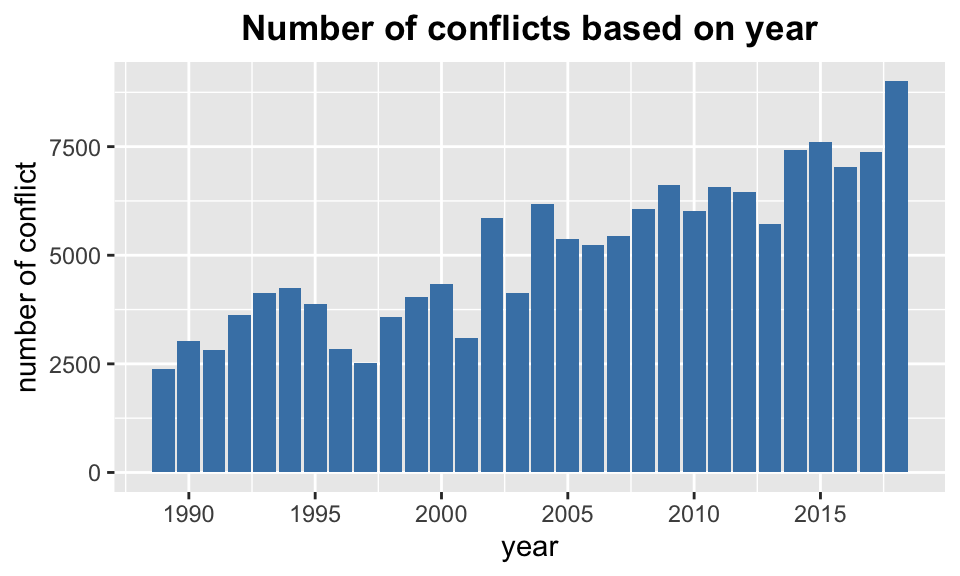 Number of conflicts based on year
number of conflict
7500
5000
2500
0
1990 1995 2000 2005 2010 2015
year